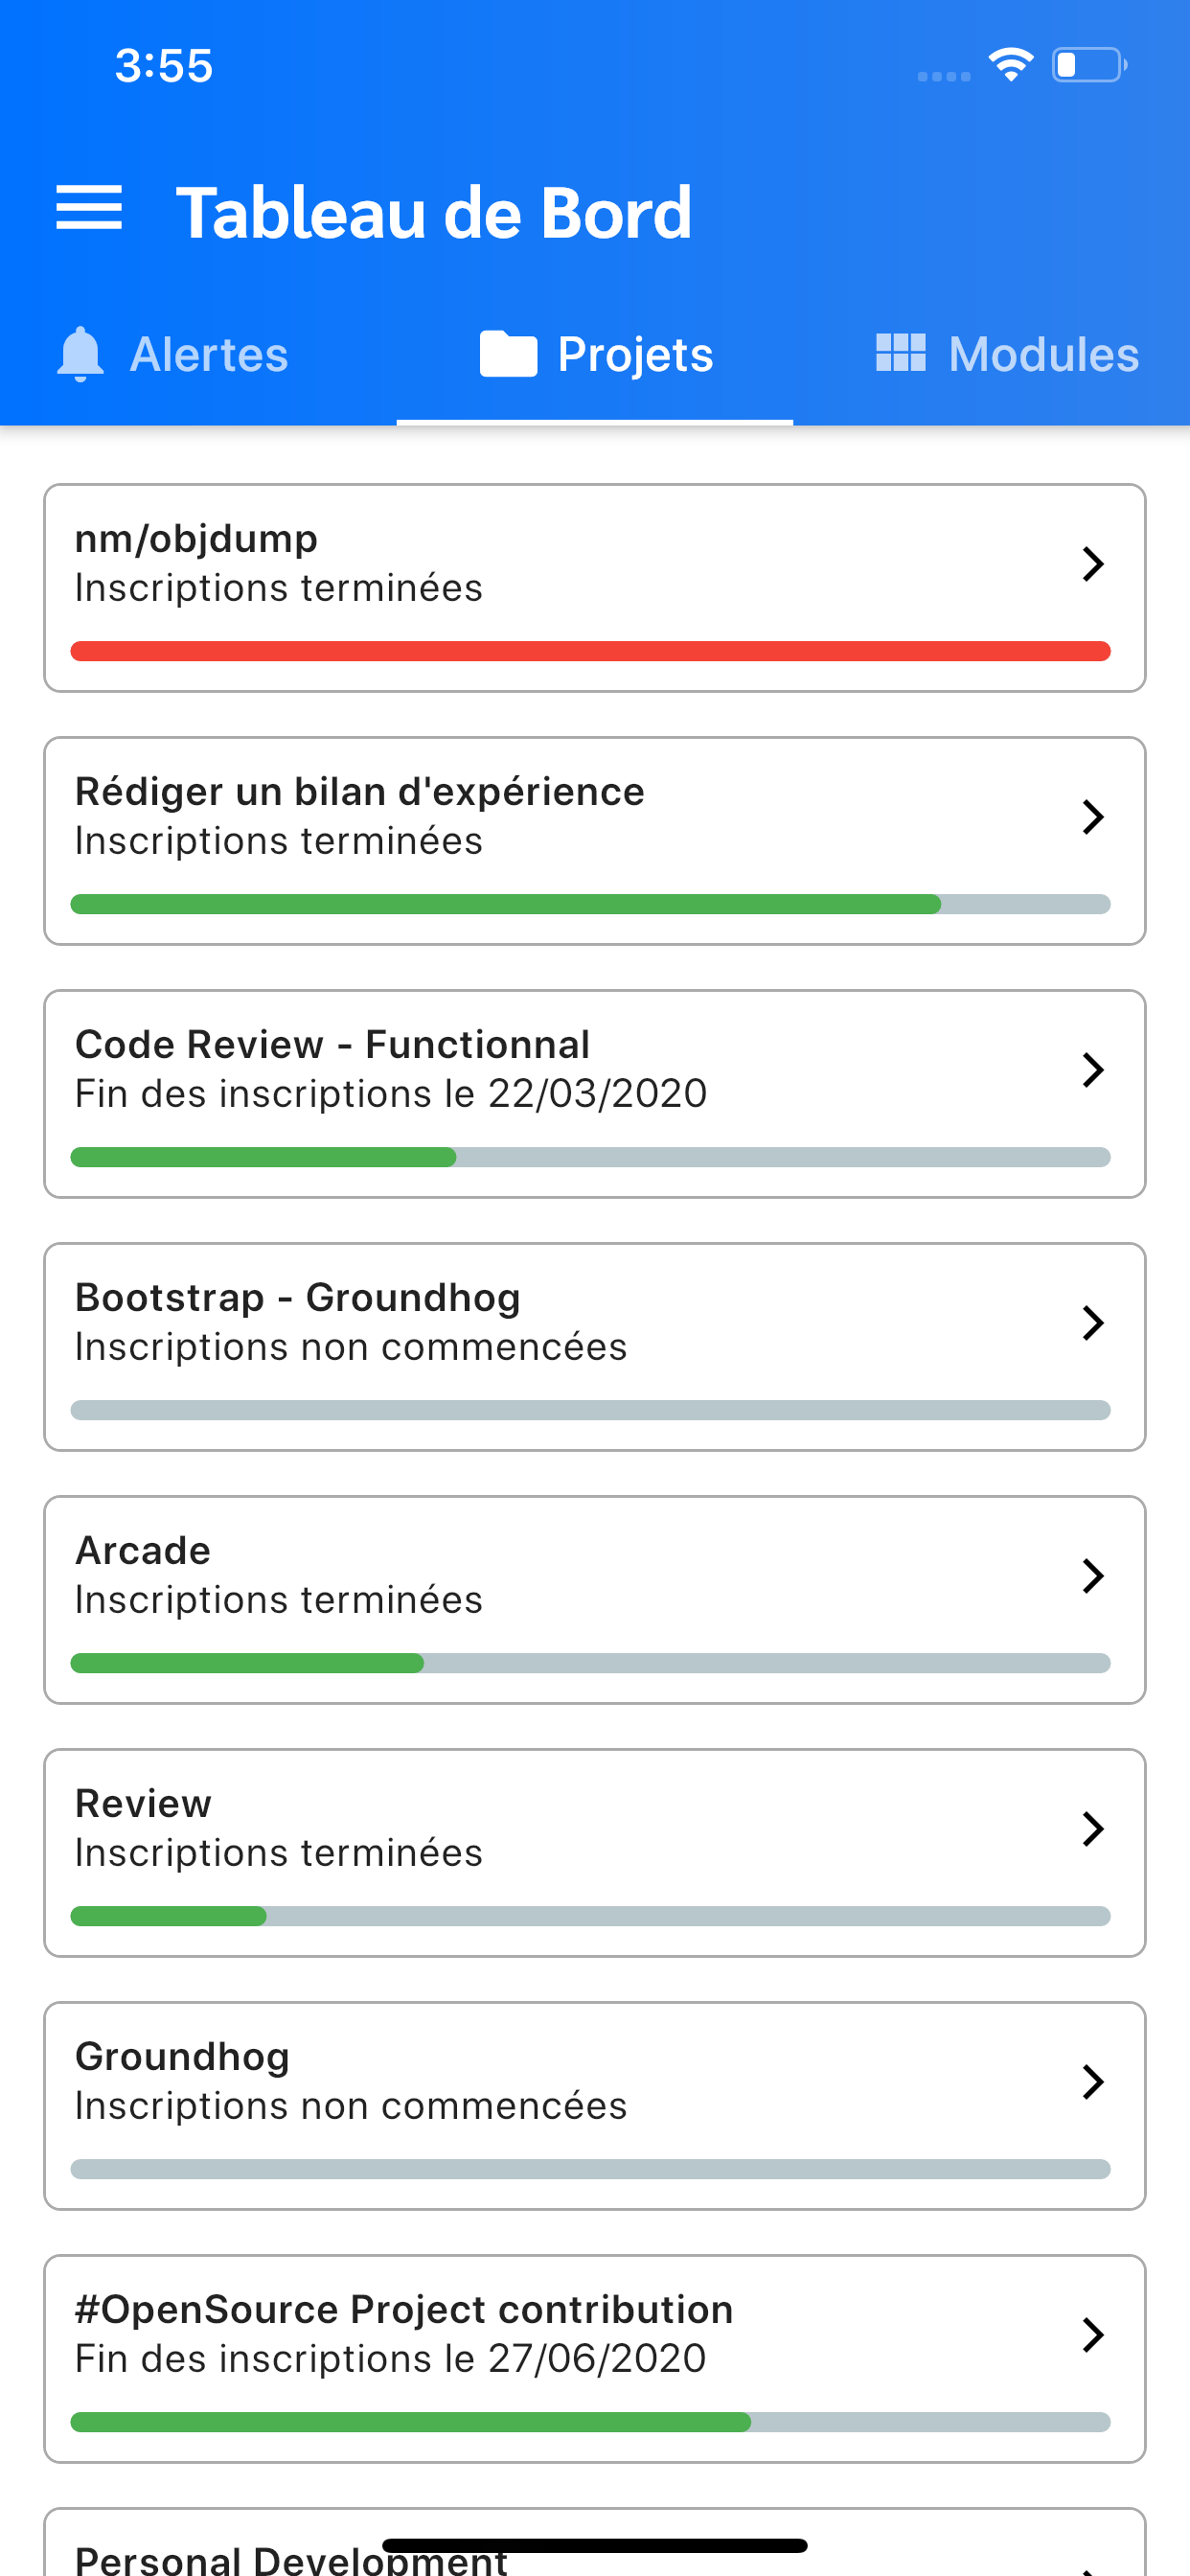 3:55
Tableau de Bord
Alertes
Projets
Modules
nm/objdump
Inscriptions terminées
Rédiger un bilan d'expérience
Inscriptions terminées
Code Review - Functionnal
Fin des inscriptions le 22/03/2020
Bootstrap - Groundhog
Inscriptions non commencées
Arcade
Inscriptions terminées
Review
Inscriptions terminées
Groundhog
Inscriptions non commencées
#OpenSource Project contribution
Fin des inscriptions le 27/06/2020
Personal Development